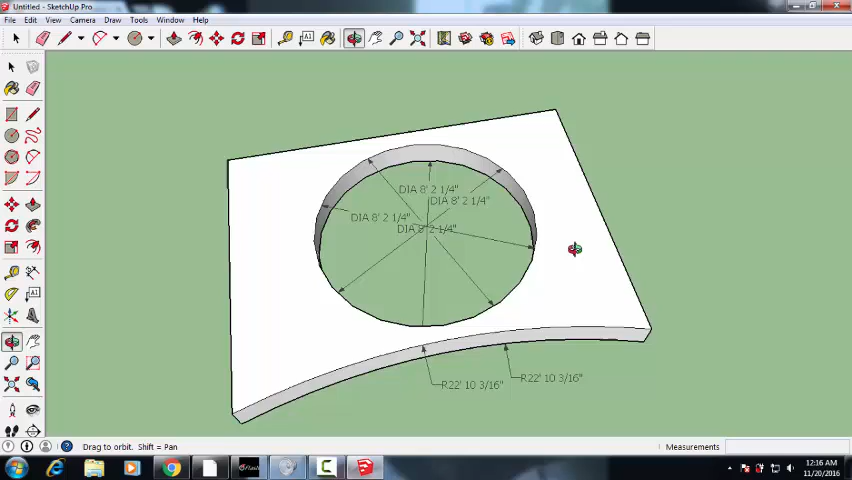 Untitled - SketchUp Pro
File Edit View Camera Draw Tools Window Help
DIA 8' 2 1/4"
DIA 8' 2 1/4"
DIA 8' 2 1/4"
DIA 8' 2 1/4"
R22' 10 3/16"
R22' 10 3/16"
Drag to orbit. Shift = Pan
Measurements
12:16 AM
11/20/2016